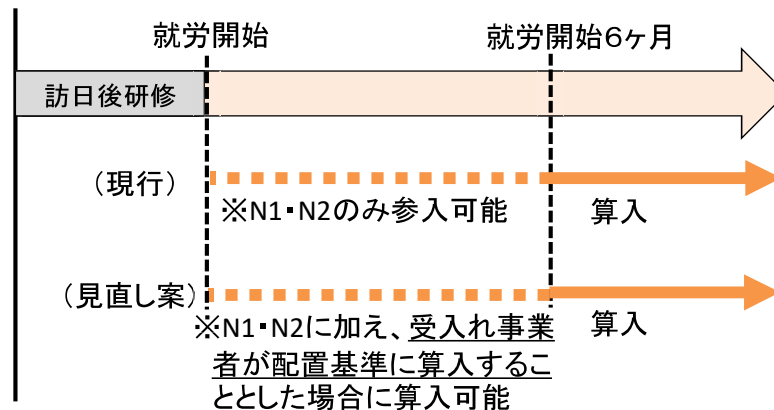 就労開始
就労開始6ヶ月
訪日後研修
（現行）
※N1・N2のみ参入可能
算入
（見直し案）
※N1・N2に加え、受入れ事業
者が配置基準に算入するこ
ととした場合に算入可能
算入